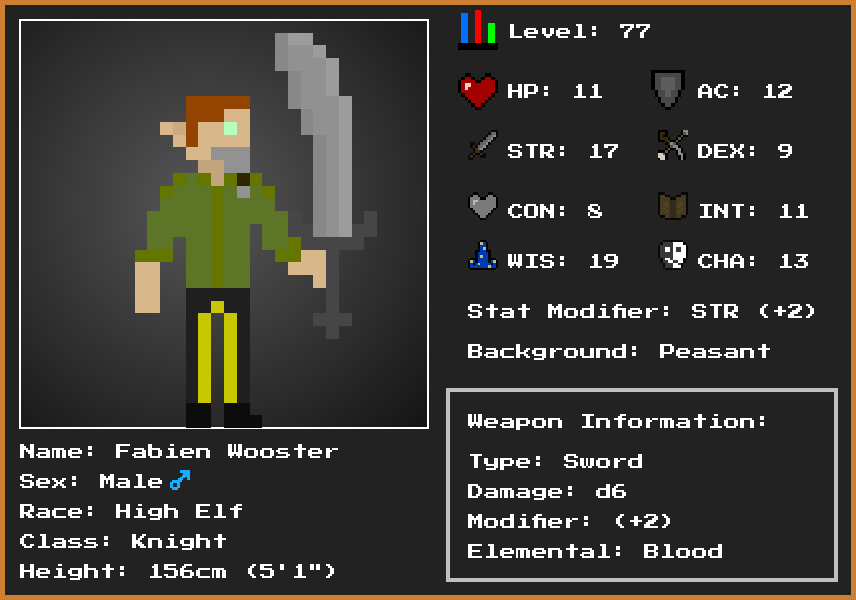 Level: 77
HP: 11 AC: 12
STR: 17 DEX: 9
CON: 8 INT: 11
WIS: 19 CHA: 13
Stat Modifier: STR (+2)
Background: Peasant
Name: Fabien Wooster
Sex: Male♂
Race: High Elf
Class: Knight
Height: 156cm (5'1")
Weapon Information:
Type: Sword
Damage: d6
Modifier: (+2)
Elemental: Blood